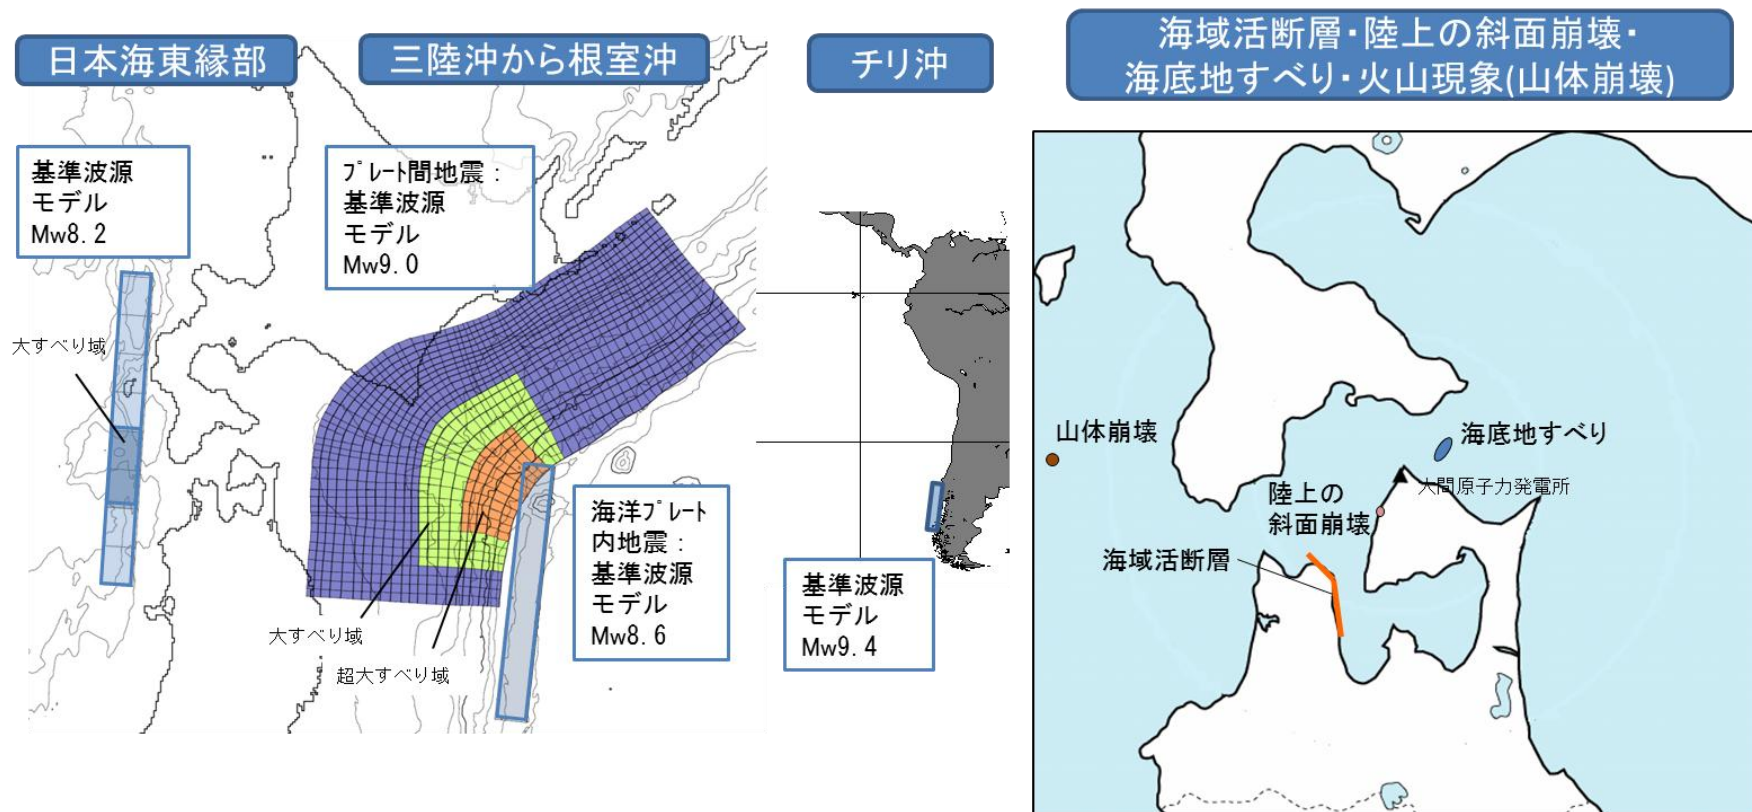 日本海東縁部
三陸沖から根室沖
チリ沖
海域活断層・陸上の斜面崩壊・
海底地すべり・火山現象(山体崩壊)
基準波源
モデル
Mw8.2
大すべり域
ﾌﾟﾚｰﾄ間地震：
基準波源
モデル
Mw9.0
大すべり域
超大すべり域
海洋ﾌﾟﾚｰﾄ
内地震：
基準波源
モデル
Mw8.6
基準波源
モデル
Mw9.4
山体崩壊
海底地すべり
大間原子力発電所
陸上の
斜面崩壊
海域活断層